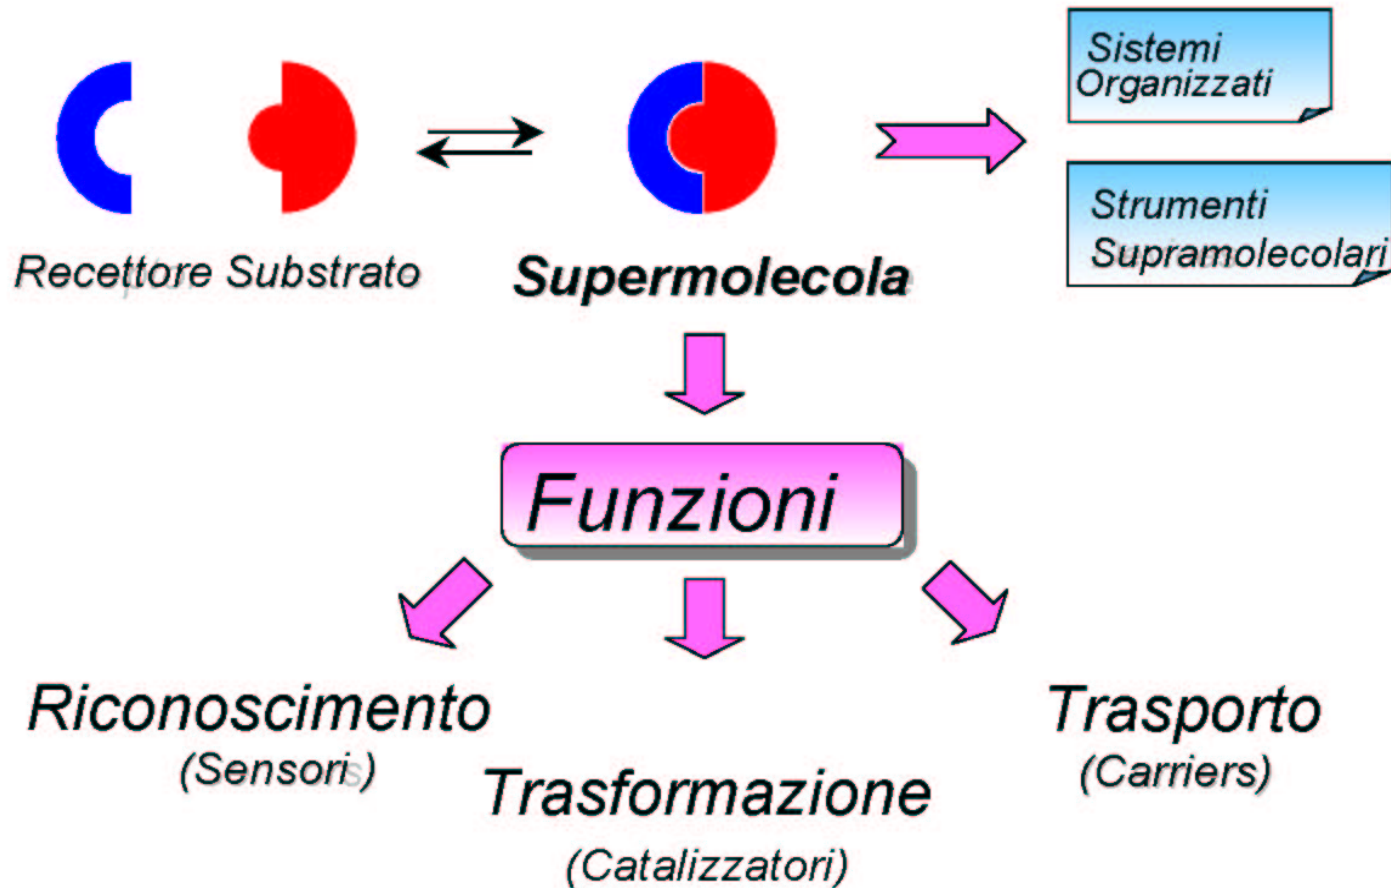 Sistemi
Organizzati
Strumenti
Supramolecolari
Recettore Substrato
Supermolecola
Funzioni
Riconoscimento
(Sensori)
Trasporto
(Carriers)
Trasformazione
(Catalizzatori)